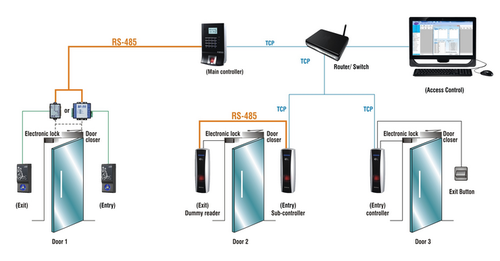 RS-485
TCP
TCP
(Main controller)
Router/ Switch
(Access Control)
or
RS-485
TCP
TCP
Electronic lock
Door
closer
Electronic lock
Door
closer
Electronic lock
Door
closer
(Exit)
(Entry)
(Exit)
Dummy reader
(Entry)
Sub-controller
(Entry)
controller
Exit Button
Door 1
Door 2
Door 3